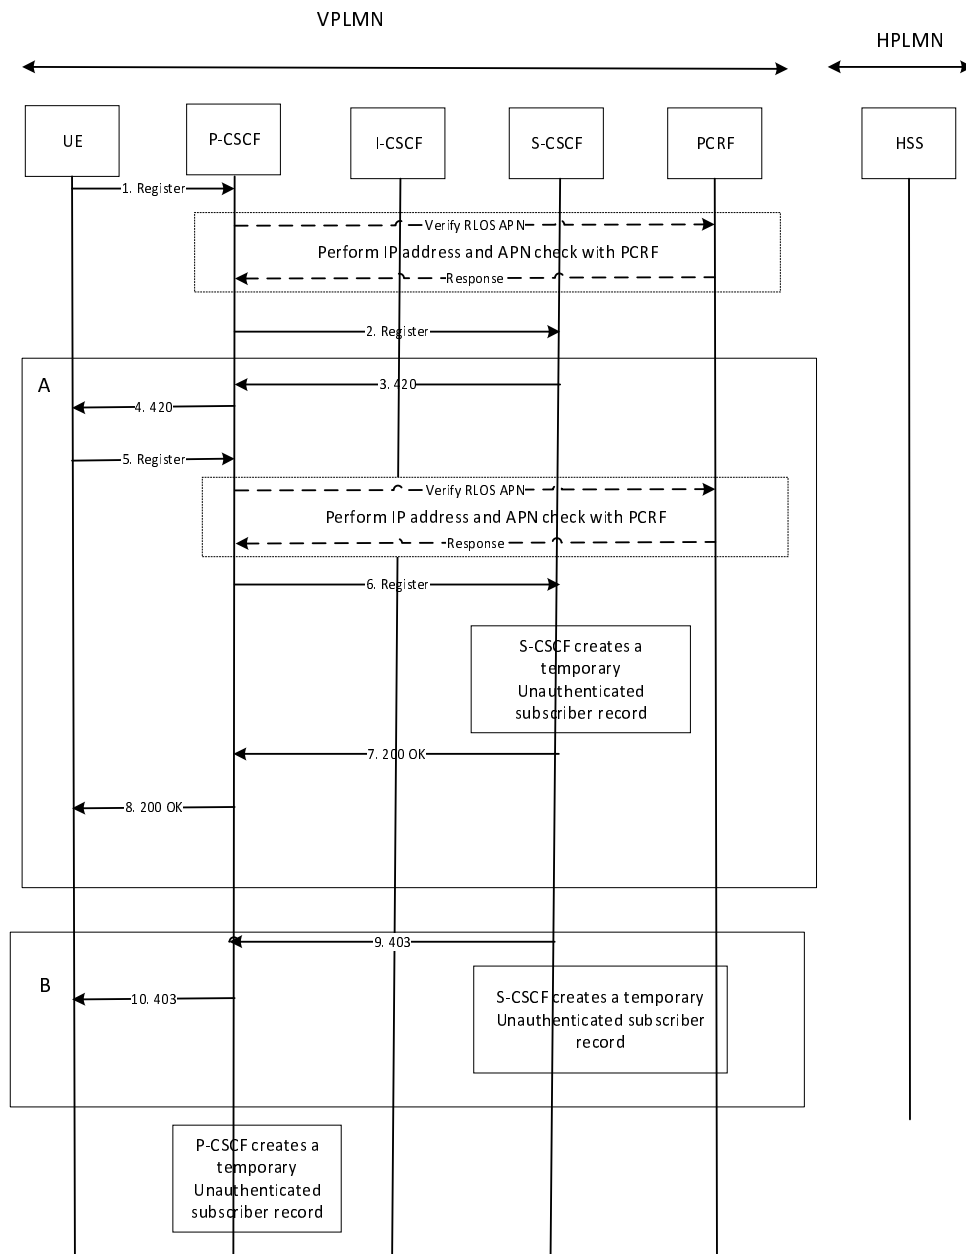 VPLMN
HPLMN
UE
P-CSCF
I-CSCF
S-CSCF
PCRF
HSS
1. Register
Verify RLOS APN
Perform IP address and APN check with PCRF
Response
2. Register
A
3. 420
4. 420
5. Register
Verify RLOS APN
Perform IP address and APN check with PCRF
Response
6. Register
S-CSCF creates a
temporary
Unauthenticated
subscriber record
7. 200 OK
8. 200 OK
9. 403
B
10. 403
S-CSCF creates a temporary
Unauthenticated subscriber
record
P-CSCF creates a
temporary
Unauthenticated
subscriber record